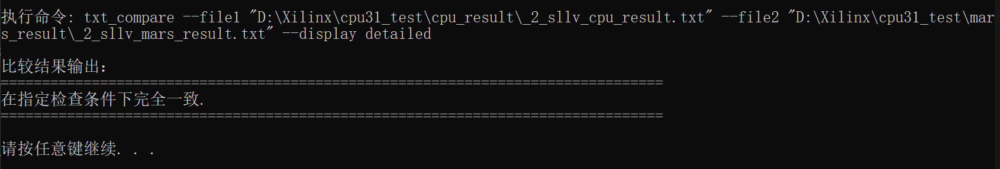 执行命令: txt_compare --file1 "D:\Xilinx\cpu31_test\cpu_result\_2_sllv_cpu_result.txt" --file2 "D:\Xilinx\cpu31_test\mar
s_result\_2_sllv_mars_result.txt" --display detailed
比较结果输出：
================================================================================
在指定检查条件下完全一致.
================================================================================
请按任意键继续. . .